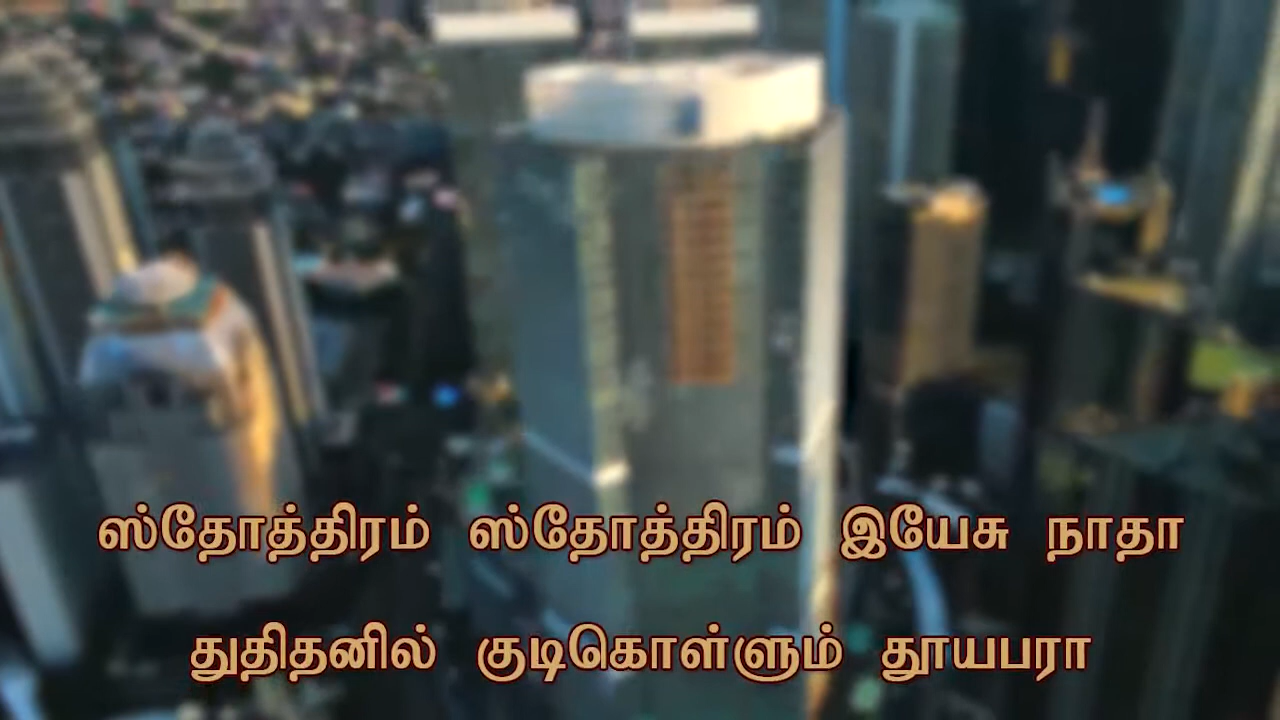 ஸ்தோத்திரம் ஸ்தோத்திரம் இயேசு நாதா
துதிதனில் குடிகொள்ளும் தூயபரா